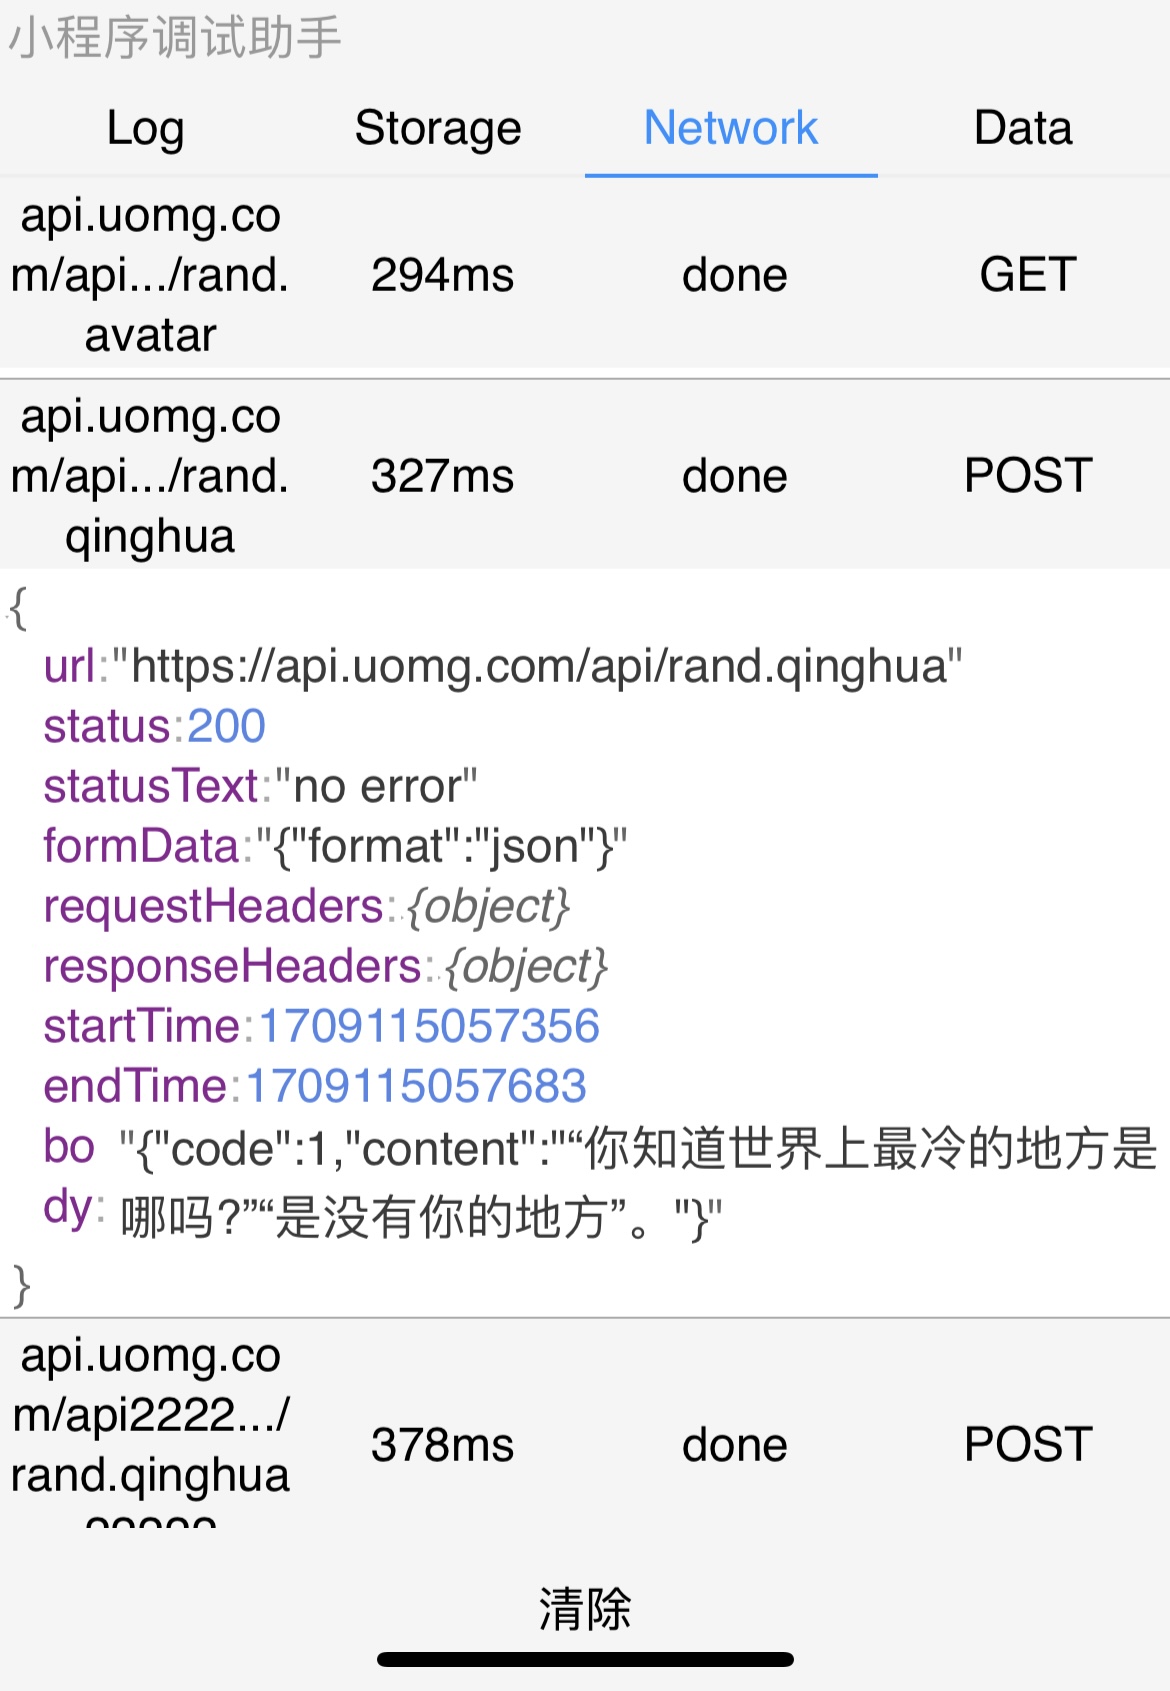 小程序调试助手
Log Storage Network Data
api.uomg.co
m/api.../rand.
avatar
294ms done GET
api.uomg.co
m/api.../rand.
qinghua
327ms done POST
{
url:"https://api.uomg.com/api/rand.qinghua"
status:200
statusText:"no error"
formData:"{"format":"json"}"
requestHeaders:{object}
responseHeaders:{object}
startTime:1709115057356
endTime:1709115057683
body:"{"code":1,"content":"“你知道世界上最冷的地方是
哪吗?”“是没有你的地方”。"}"
}
api.uomg.co
m/api2222.../
rand.qinghua
378ms done POST
清除